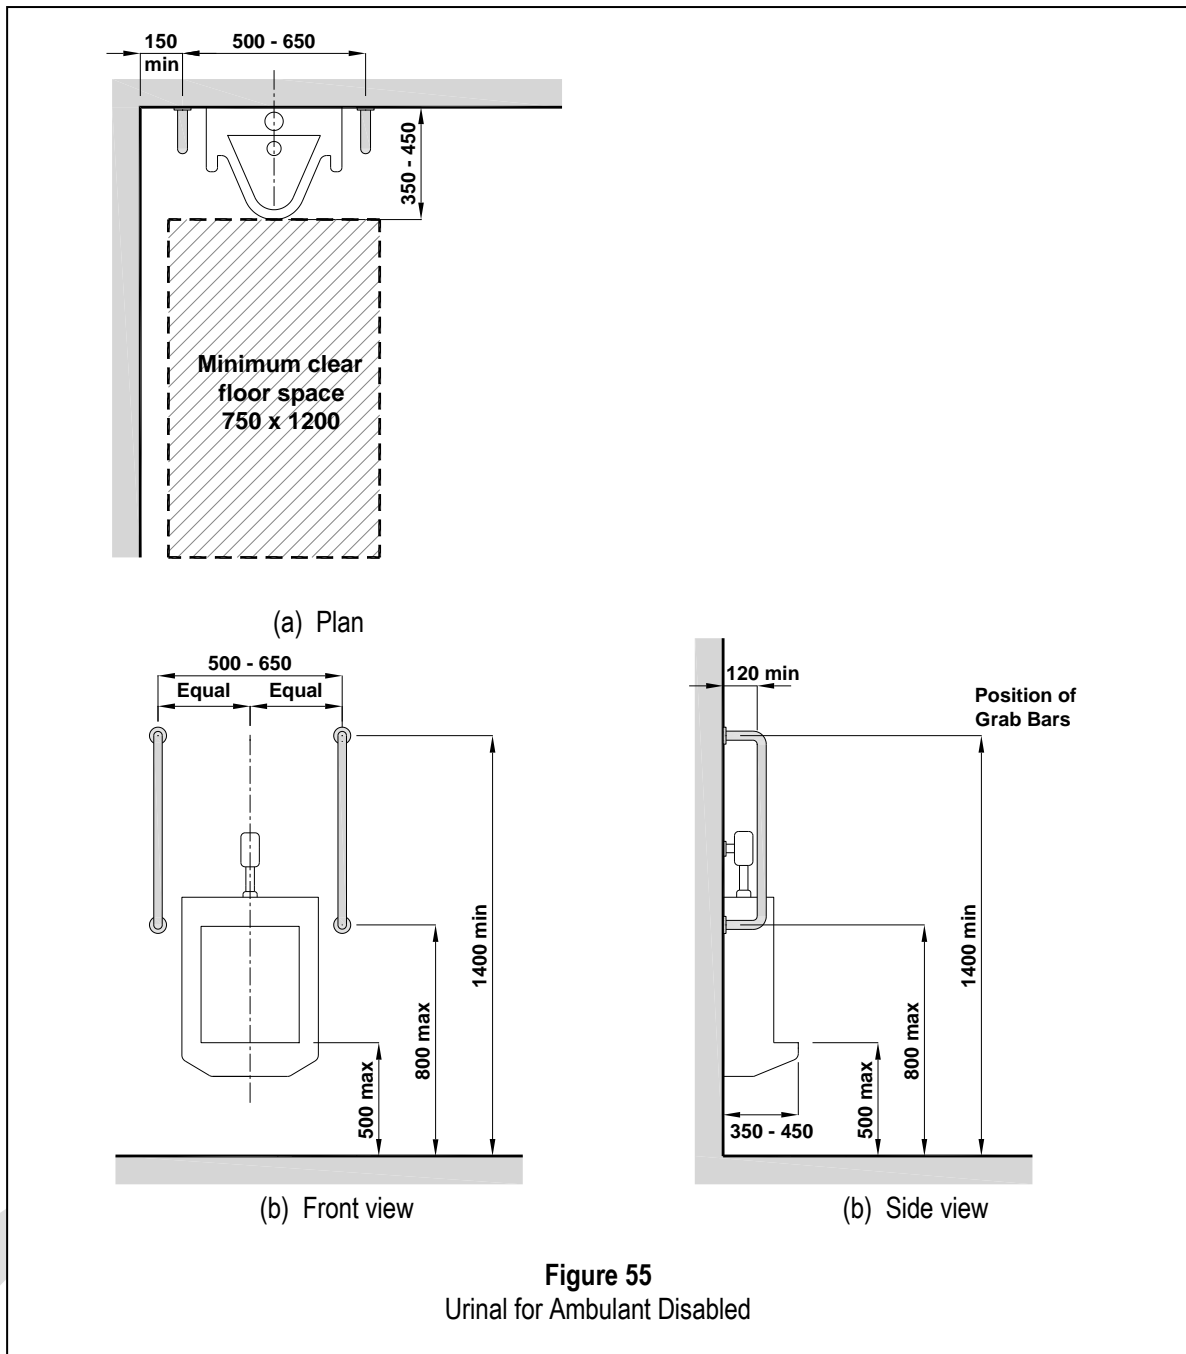 150
min
500 - 650
350 - 450
Minimum clear
floor space
750 x 1200
(a) Plan
500 - 650
Equal
Equal
1400 min
800 max
500 max
(b) Front view
120 min
Position of
Grab Bars
1400 min
800 max
500 max
350 - 450
(b) Side view
Figure 55
Urinal for Ambulant Disabled